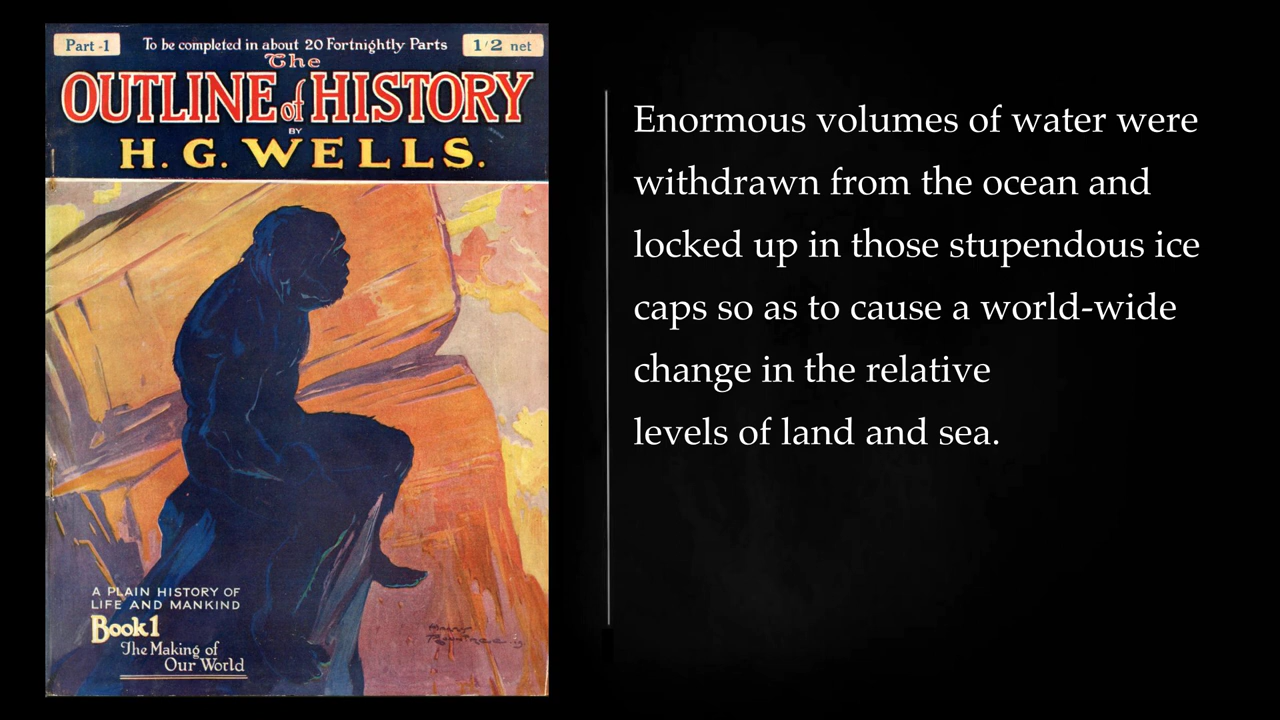 Part -1
To be completed in about 20 Fortnightly Parts
1/2 net
The
OUTLINE of HISTORY
BY
H. G. WELLS.
A PLAIN HISTORY OF
LIFE AND MANKIND
Book 1
The Making of
Our World
Enormous volumes of water were
withdrawn from the ocean and
locked up in those stupendous ice
caps so as to cause a world-wide
change in the relative
levels of land and sea.